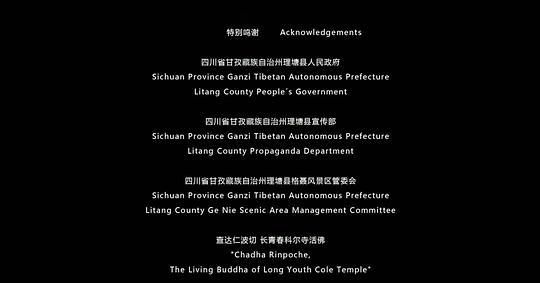 特别鸣谢 Acknowledgements
四川省甘孜藏族自治州理塘县人民政府
Sichuan Province Ganzi Tibetan Autonomous Prefecture
Litang County People´s Government
四川省甘孜藏族自治州理塘县宣传部
Sichuan Province Ganzi Tibetan Autonomous Prefecture
Litang County Propaganda Department
四川省甘孜藏族自治州理塘县格聂风景区管委会
Sichuan Province Ganzi Tibetan Autonomous Prefecture
Litang County Ge Nie Scenic Area Management Committee
查达仁波切 长青春科尔寺活佛
"Chadha Rinpoche,
The Living Buddha of Long Youth Cole Temple"